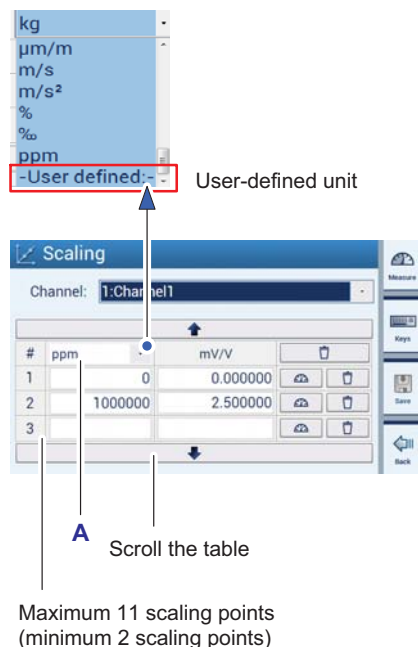 kg
µm/m
m/s
m/s²
%
‰
ppm
-User defined:-
User-defined unit
Scaling
Channel: 1:Channel1
Measure
Keys
# ppm mV/V
1 0 0.000000
2 1000000 2.500000
3
Save
Back
A
Scroll the table
Maximum 11 scaling points
(minimum 2 scaling points)